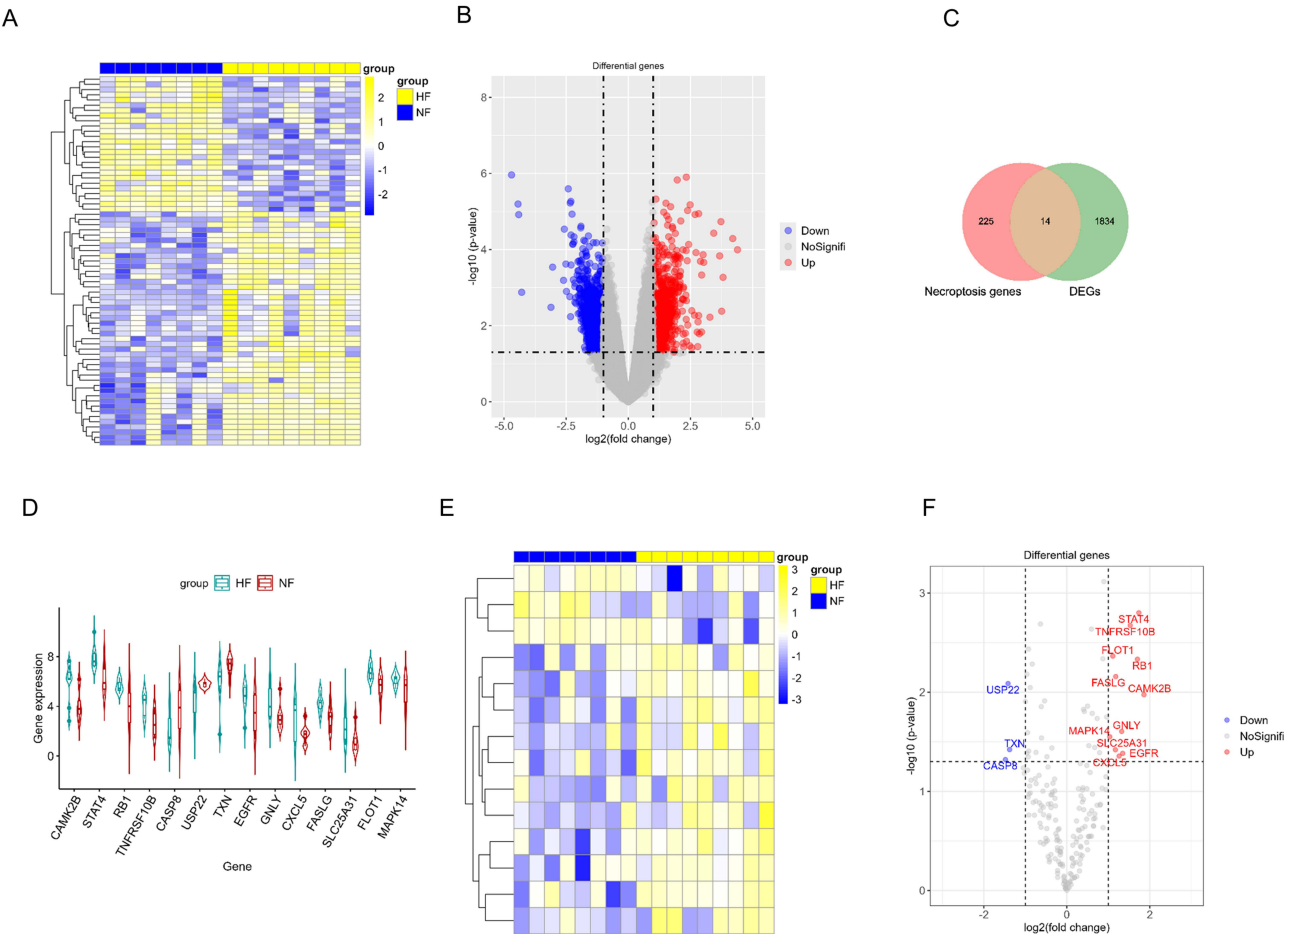 A
group
2
1
0
-1
-2
group
HF
NF
B
Differential genes
8
6
4
2
0
-5.0
-2.5
0.0
2.5
5.0
-log10 (p-value)
log2(fold change)
Down
NoSignifi
Up
C
225
14
1834
Necroptosis genes
DEGs
D
group HF NF
Gene expression
8
4
0
CAMK2B
STAT4
RB1
TNFRSF10B
CASP8
USP22
TXN
EGFR
GNLY
CXCL5
FASLG
SLC25A31
FLOT1
MAPK14
Gene
E
group
3
2
1
0
-1
-2
-3
group
HF
NF
F
Differential genes
3
2
1
0
-2
0
2
-log10 (p-value)
log2(fold change)
STAT4
TNFRSF10B
FLOT1
RB1
FASLG
CAMK2B
USP22
GNLY
MAPK14
SLC25A31
TXN
EGFR
CXCL5
CASP8
Down
NoSignifi
Up